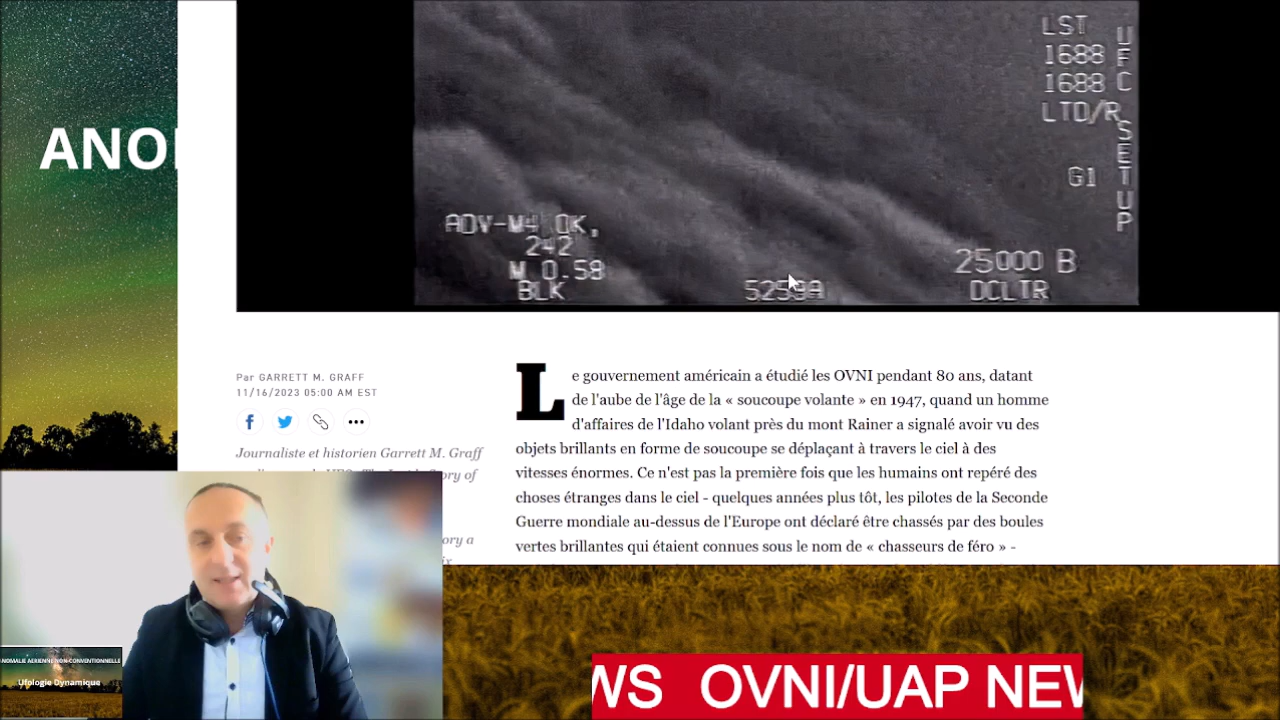 ANO
LST
1688
1688
LTD/R
UFC
SETUP
G1
ADV-M4 OK,
242
M 0.58
BLK
5259A
25000 B
DCLTR
Par GARRETT M. GRAFF
11/16/2023 05:00 AM EST
Journaliste et historien Garrett M. Graff
Le gouvernement américain a étudié les OVNI pendant 80 ans, datant
de l'aube de l'âge de la « soucoupe volante » en 1947, quand un homme
d'affaires de l'Idaho volant près du mont Rainer a signalé avoir vu des
objets brillants en forme de soucoupe se déplaçant à travers le ciel à des
vitesses énormes. Ce n'est pas la première fois que les humains ont repéré des
choses étranges dans le ciel - quelques années plus tôt, les pilotes de la Seconde
Guerre mondiale au-dessus de l'Europe ont déclaré être chassés par des boules
vertes brillantes qui étaient connues sous le nom de « chasseurs de féro » -
NOMALIE AERIENNE NON-CONVENTIONNELLE
Ufologie Dynamique
WS OVNI/UAP NEW